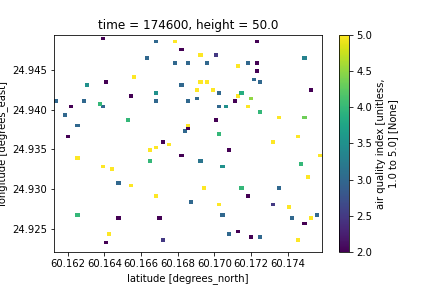 time = 174600, height = 50.0
longitude [degrees_east]
24.945
24.940
24.935
24.930
24.925
60.162 60.164 60.166 60.168 60.170 60.172 60.174
latitude [degrees_north]
5.0
4.5
4.0
3.5
3.0
2.5
2.0
air quality index [unitless,
1.0 to 5.0] [None]